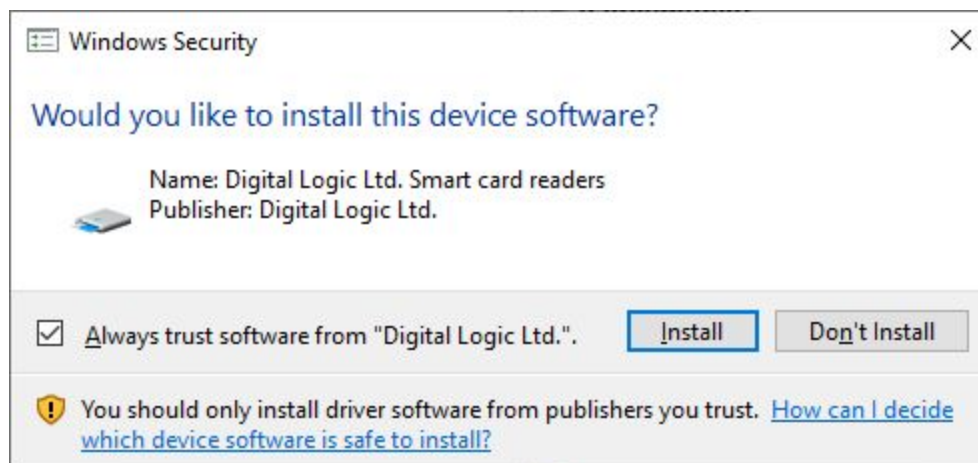 Windows Security
Would you like to install this device software?
Name: Digital Logic Ltd. Smart card readers
Publisher: Digital Logic Ltd.
Always trust software from "Digital Logic Ltd.".
Install
Don't Install
You should only install driver software from publishers you trust. How can I decide
which device software is safe to install?